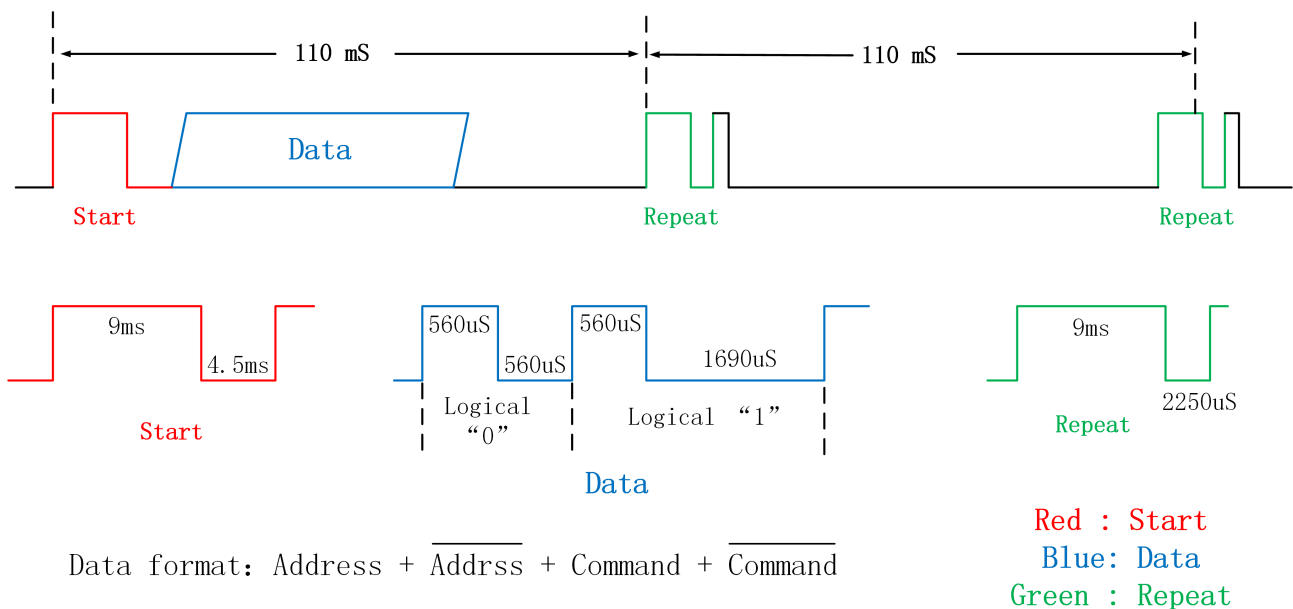 110 mS
110 mS
Data
Start
Repeat
Repeat
9ms
4.5ms
Start
560uS
560uS
560uS
1690uS
Logical “0”
Logical “1”
Data
9ms
2250uS
Repeat
Data format: Address + Addrss + Command + Command
Red : Start
Blue: Data
Green : Repeat